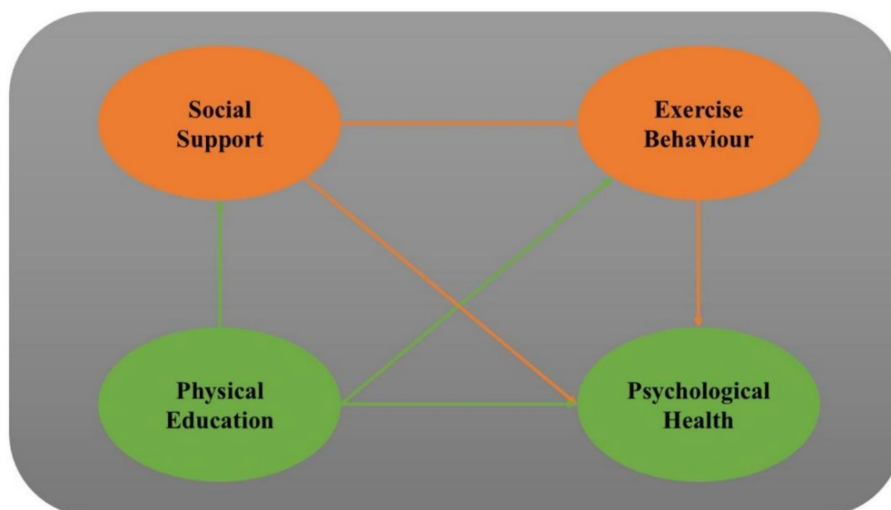 Social
Support
Exercise
Behaviour
Physical
Education
Psychological
Health